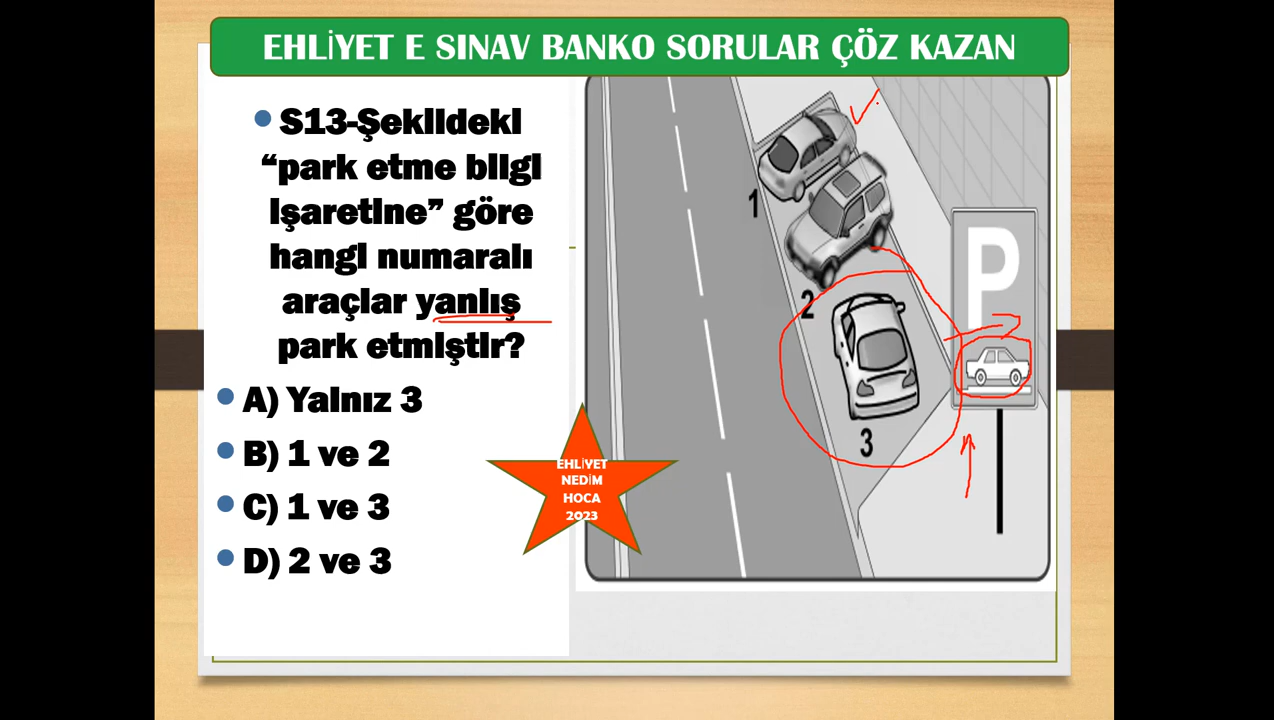 EHLİYET E SINAV BANKO SORULAR ÇÖZ KAZAN
S13-Şekildeki
“park etme bilgi
işaretine” göre
hangi numaralı
araçlar yanlış
park etmiştir?
A) Yalnız 3
B) 1 ve 2
C) 1 ve 3
D) 2 ve 3
EHLİYET
NEDİM
HOCA
2023
1
2
3
P